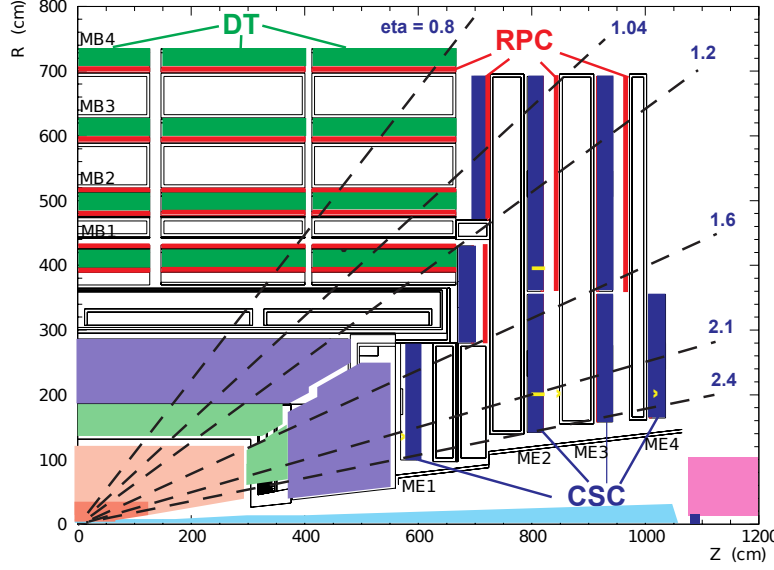 R (cm)
800
700
600
500
400
300
200
100
0
MB4
MB3
MB2
MB1
DT
eta = 0.8
RPC
1.04
1.2
1.6
2.1
2.4
ME1
ME2
ME3
ME4
CSC
0
200
400
600
800
1000
1200
Z (cm)